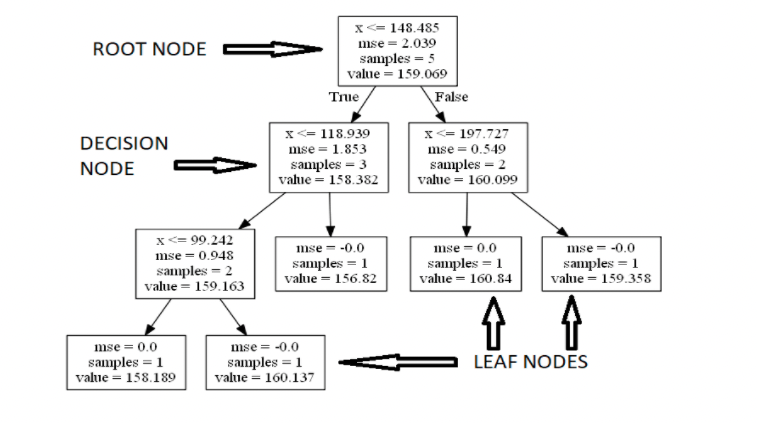 x <= 148.485
mse = 2.039
samples = 5
value = 159.069
ROOT NODE
True
False
x <= 118.939
mse = 1.853
samples = 3
value = 158.382
x <= 197.727
mse = 0.549
samples = 2
value = 160.099
DECISION
NODE
x <= 99.242
mse = 0.948
samples = 2
value = 159.163
mse = -0.0
samples = 1
value = 156.82
mse = 0.0
samples = 1
value = 160.84
mse = -0.0
samples = 1
value = 159.358
mse = 0.0
samples = 1
value = 158.189
mse = -0.0
samples = 1
value = 160.137
LEAF NODES